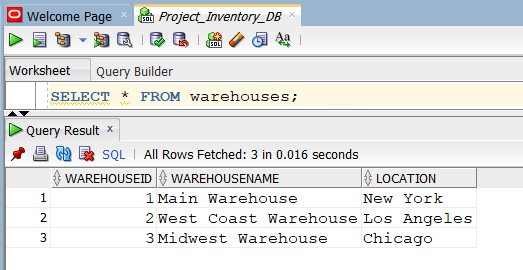 Welcome Page Project_Inventory_DB
SQL Aa
Worksheet Query Builder
SELECT * FROM warehouses;
Query Result
SQL All Rows Fetched: 3 in 0.016 seconds
WAREHOUSEID WAREHOUSENAME LOCATION
1 1 Main Warehouse New York
2 2 West Coast Warehouse Los Angeles
3 3 Midwest Warehouse Chicago